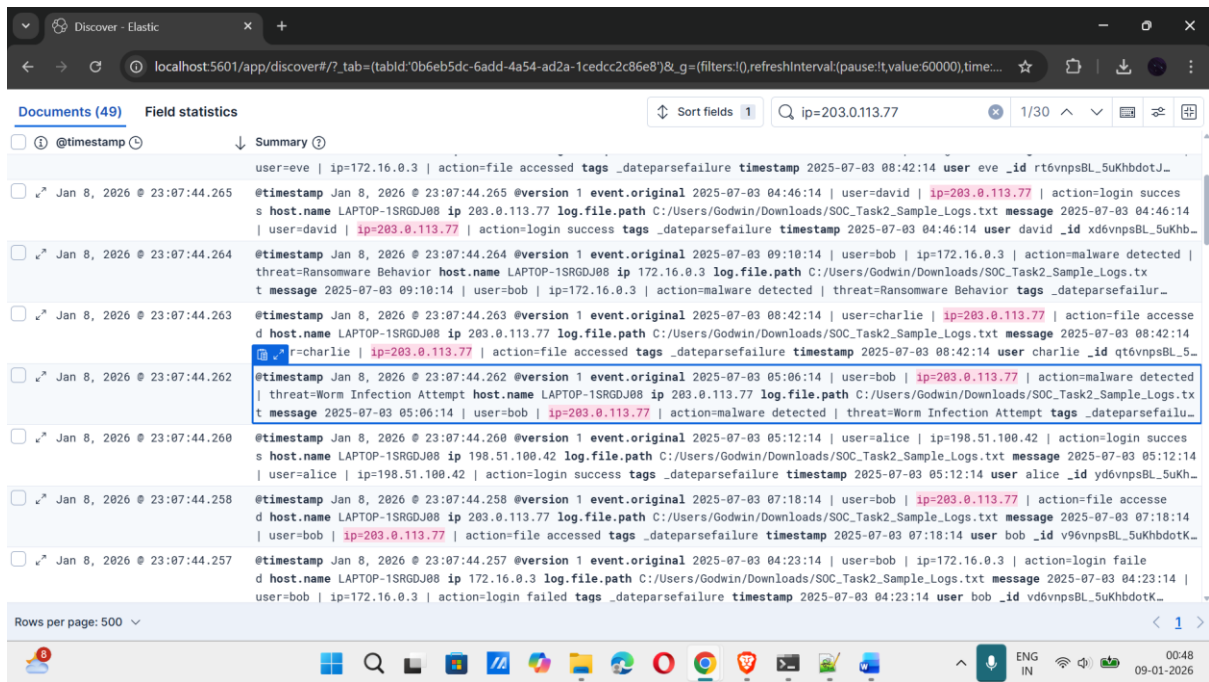 Discover - Elastic
localhost:5601/app/discover#/?_tab=(tabId:'0b6eb5dc-6add-4a54-ad2a-1cedcc2c86e8')&_g=(filters:!(),refreshInterval:(pause:!t,value:60000),time:...
Documents (49) Field statistics Sort fields 1 ip=203.0.113.77 1/30
@timestamp Summary
user=eve | ip=172.16.0.3 | action=file accessed tags _dateparsefailure timestamp 2025-07-03 08:42:14 user eve _id rt6vnpsBL_5uKhbdotJ…
Jan 8, 2026 @ 23:07:44.265 @timestamp Jan 8, 2026 @ 23:07:44.265 @version 1 event.original 2025-07-03 04:46:14 | user=david | ip=203.0.113.77 | action=login succes
s host.name LAPTOP-1SRGDJ08 ip 203.0.113.77 log.file.path C:/Users/Godwin/Downloads/SOC_Task2_Sample_Logs.txt message 2025-07-03 04:46:14
| user=david | ip=203.0.113.77 | action=login success tags _dateparsefailure timestamp 2025-07-03 04:46:14 user david _id xd6vnpsBL_5uKhb…
Jan 8, 2026 @ 23:07:44.264 @timestamp Jan 8, 2026 @ 23:07:44.264 @version 1 event.original 2025-07-03 09:10:14 | user=bob | ip=172.16.0.3 | action=malware detected |
threat=Ransomware Behavior host.name LAPTOP-1SRGDJ08 ip 172.16.0.3 log.file.path C:/Users/Godwin/Downloads/SOC_Task2_Sample_Logs.tx
t message 2025-07-03 09:10:14 | user=bob | ip=172.16.0.3 | action=malware detected | threat=Ransomware Behavior tags _dateparsefailur…
Jan 8, 2026 @ 23:07:44.263 @timestamp Jan 8, 2026 @ 23:07:44.263 @version 1 event.original 2025-07-03 08:42:14 | user=charlie | ip=203.0.113.77 | action=file accesse
d host.name LAPTOP-1SRGDJ08 ip 203.0.113.77 log.file.path C:/Users/Godwin/Downloads/SOC_Task2_Sample_Logs.txt message 2025-07-03 08:42:14
r=charlie | ip=203.0.113.77 | action=file accessed tags _dateparsefailure timestamp 2025-07-03 08:42:14 user charlie _id qt6vnpsBL_5…
Jan 8, 2026 @ 23:07:44.262 @timestamp Jan 8, 2026 @ 23:07:44.262 @version 1 event.original 2025-07-03 05:06:14 | user=bob | ip=203.0.113.77 | action=malware detected
| threat=Worm Infection Attempt host.name LAPTOP-1SRGDJ08 ip 203.0.113.77 log.file.path C:/Users/Godwin/Downloads/SOC_Task2_Sample_Logs.tx
t message 2025-07-03 05:06:14 | user=bob | ip=203.0.113.77 | action=malware detected | threat=Worm Infection Attempt tags _dateparsefailu…
Jan 8, 2026 @ 23:07:44.260 @timestamp Jan 8, 2026 @ 23:07:44.260 @version 1 event.original 2025-07-03 05:12:14 | user=alice | ip=198.51.100.42 | action=login succes
s host.name LAPTOP-1SRGDJ08 ip 198.51.100.42 log.file.path C:/Users/Godwin/Downloads/SOC_Task2_Sample_Logs.txt message 2025-07-03 05:12:14
| user=alice | ip=198.51.100.42 | action=login success tags _dateparsefailure timestamp 2025-07-03 05:12:14 user alice _id yd6vnpsBL_5uKh…
Jan 8, 2026 @ 23:07:44.258 @timestamp Jan 8, 2026 @ 23:07:44.258 @version 1 event.original 2025-07-03 07:18:14 | user=bob | ip=203.0.113.77 | action=file accesse
d host.name LAPTOP-1SRGDJ08 ip 203.0.113.77 log.file.path C:/Users/Godwin/Downloads/SOC_Task2_Sample_Logs.txt message 2025-07-03 07:18:14
| user=bob | ip=203.0.113.77 | action=file accessed tags _dateparsefailure timestamp 2025-07-03 07:18:14 user bob _id v96vnpsBL_5uKhbdotK…
Jan 8, 2026 @ 23:07:44.257 @timestamp Jan 8, 2026 @ 23:07:44.257 @version 1 event.original 2025-07-03 04:23:14 | user=bob | ip=172.16.0.3 | action=login faile
d host.name LAPTOP-1SRGDJ08 ip 172.16.0.3 log.file.path C:/Users/Godwin/Downloads/SOC_Task2_Sample_Logs.txt message 2025-07-03 04:23:14 |
user=bob | ip=172.16.0.3 | action=login failed tags _dateparsefailure timestamp 2025-07-03 04:23:14 user bob _id vd6vnpsBL_5uKhbdotK…
Rows per page: 500 1
8 ENG 00:48
IN 09-01-2026